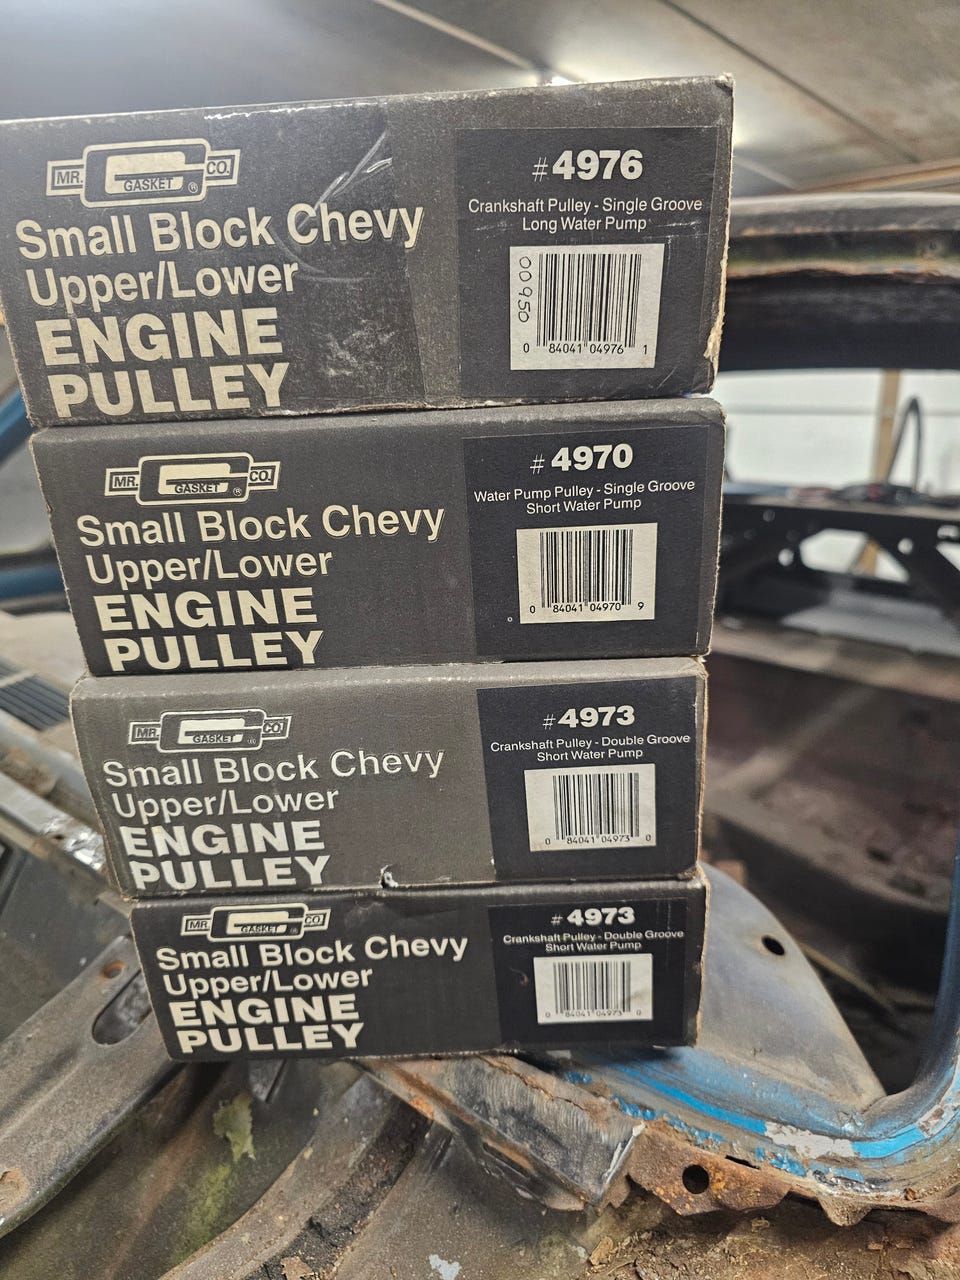 MR. GASKET CO. ®
Small Block Chevy
Upper/Lower
ENGINE
PULLEY
#4976
Crankshaft Pulley - Single Groove
Long Water Pump
00950
0 84041 04976 1
MR. GASKET CO. ®
Small Block Chevy
Upper/Lower
ENGINE
PULLEY
#4970
Water Pump Pulley - Single Groove
Short Water Pump
0 84041 04970 9
MR. GASKET CO. ®
Small Block Chevy
Upper/Lower
ENGINE
PULLEY
#4973
Crankshaft Pulley - Double Groove
Short Water Pump
0 84041 04973 0
MR. GASKET CO. ®
Small Block Chevy
Upper/Lower
ENGINE
PULLEY
#4973
Crankshaft Pulley - Double Groove
Short Water Pump
0 84041 04973 0